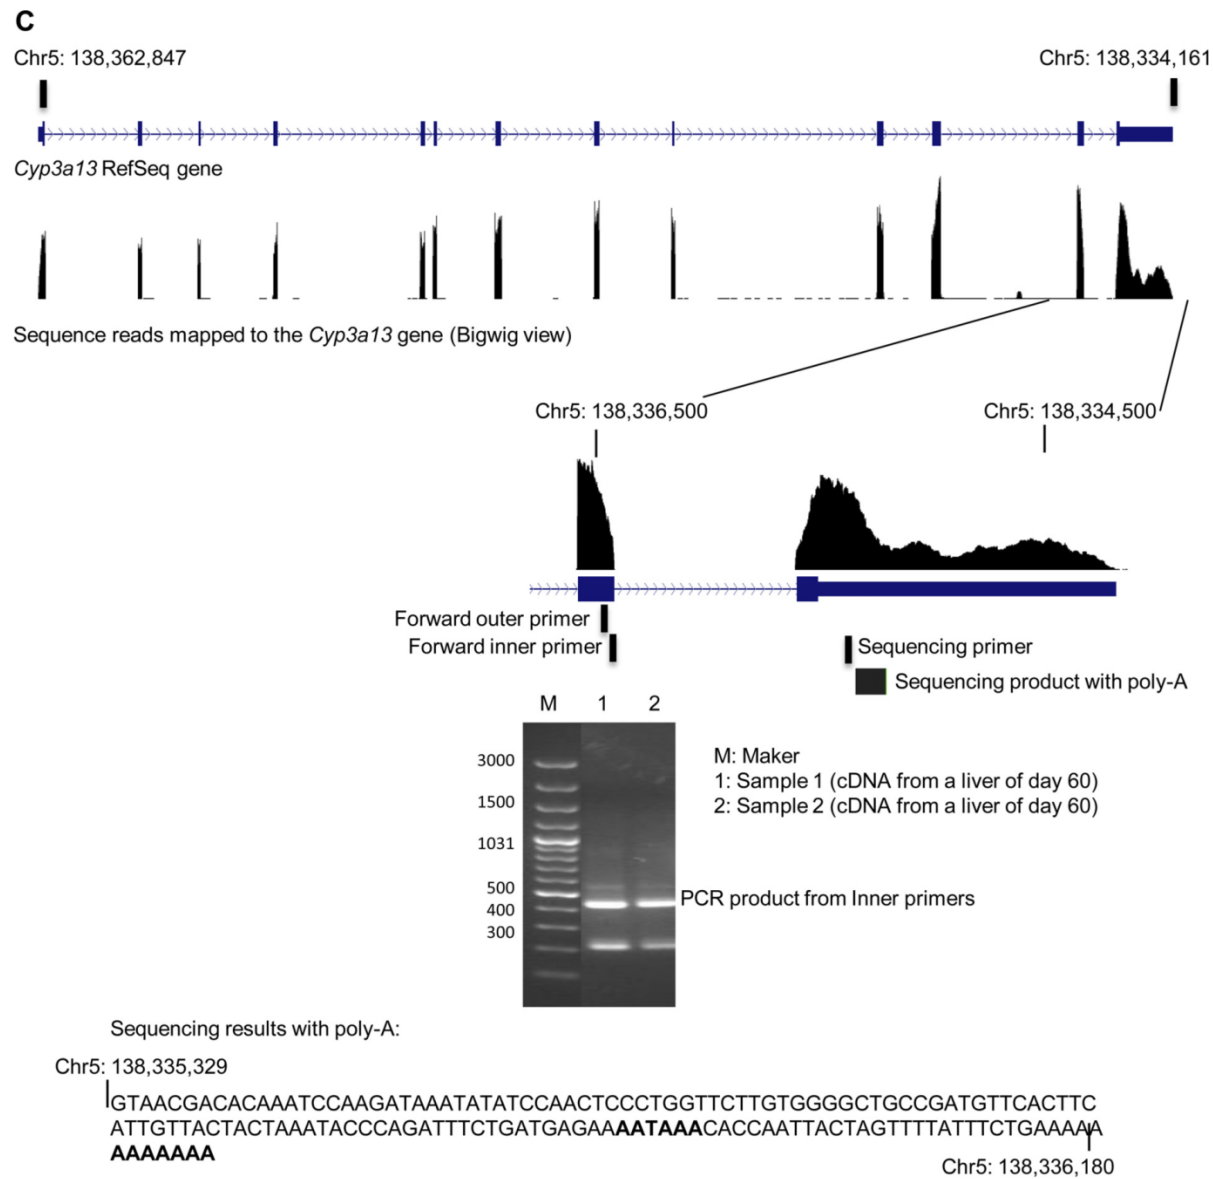 C
Chr5: 138,362,847
Chr5: 138,334,161
Cyp3a13 RefSeq gene
Sequence reads mapped to the Cyp3a13 gene (Bigwig view)
Chr5: 138,336,500
Chr5: 138,334,500
Forward outer primer
Forward inner primer
Sequencing primer
Sequencing product with poly-A
M 1 2
3000
1500
1031
500
400
300
M: Maker
1: Sample 1 (cDNA from a liver of day 60)
2: Sample 2 (cDNA from a liver of day 60)
PCR product from Inner primers
Sequencing results with poly-A:
Chr5: 138,335,329
GTAACGACACAAATCCAAGATAAATATATCCAACTCCCTGGTTCTTGTGGGGCTGCCGATGTTCACTTC
ATTGTTACTACTAAATACCCAGATTTCTGATGAGAAAATAAACACCAATTACTAGTTTTATTTCTGAAAAA
AAAAAAA
Chr5: 138,336,180